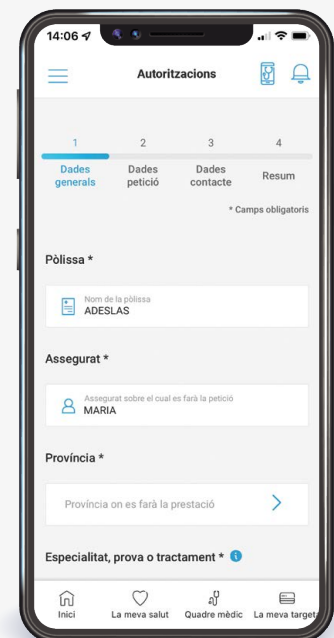 14:06
Autoritzacions
1 2 3 4
Dades generals
Dades petició
Dades contacte
Resum
* Camps obligatoris
Pòlissa *
Nom de la pòlissa
ADESLAS
Assegurat *
Assegurat sobre el cual es farà la petició
MARIA
Província *
Província on es farà la prestació
Especialitat, prova o tractament *
Inici
La meva salut
Quadre mèdic
La meva targeta